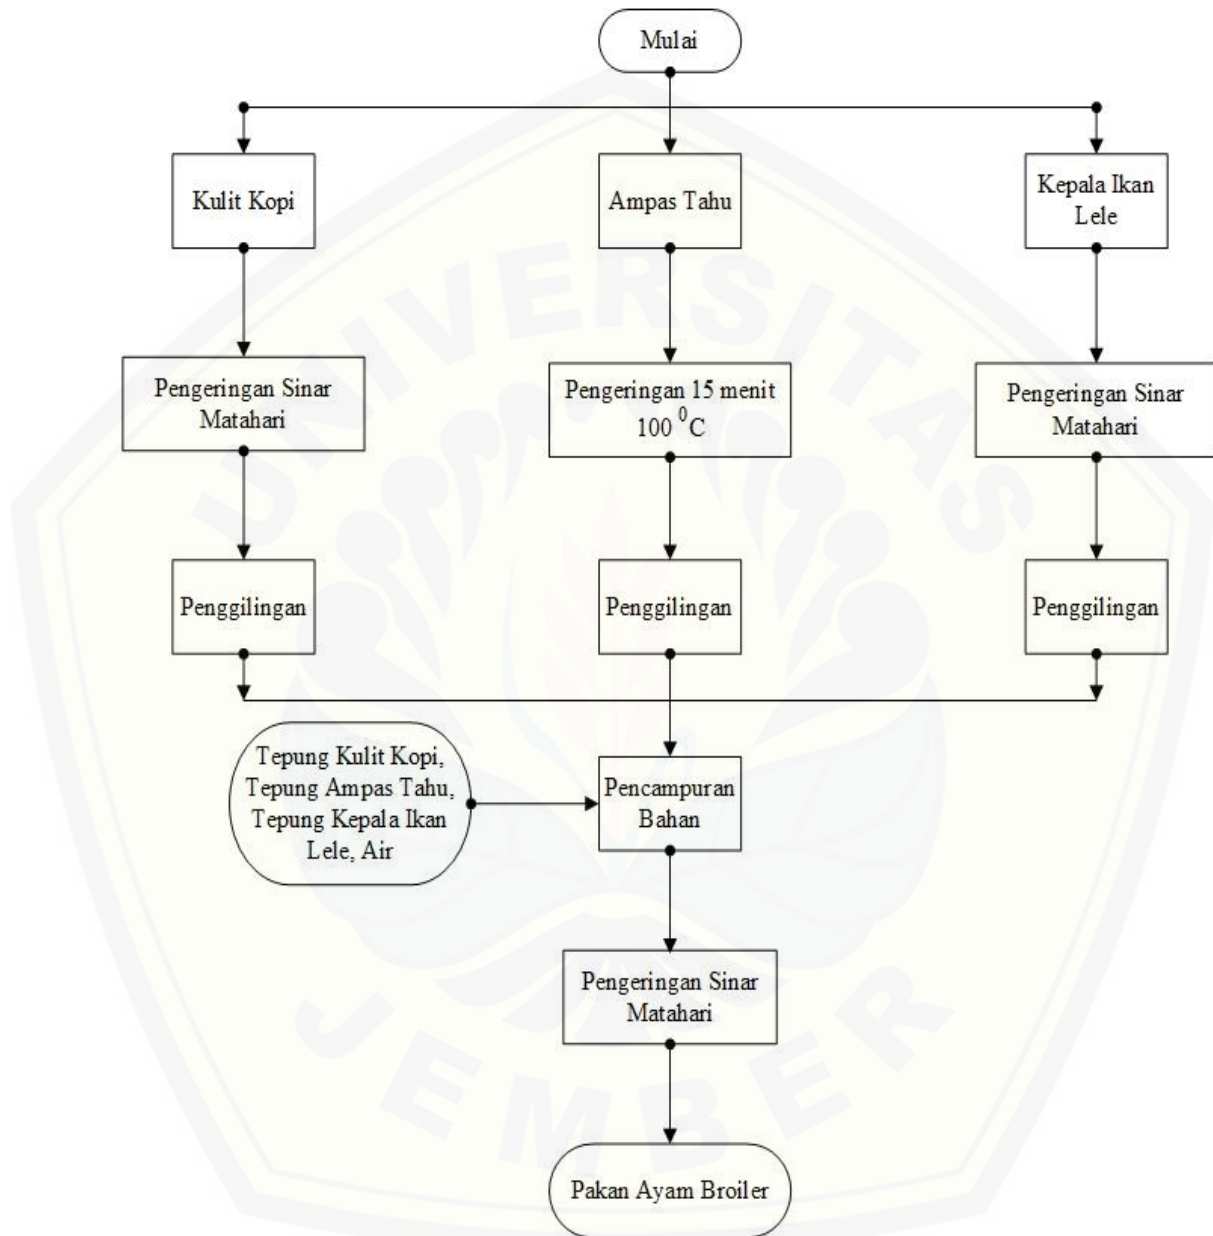 Mulai
Kulit Kopi
Ampas Tahu
Kepala Ikan
Lele
Pengeringan Sinar
Matahari
Pengeringan 15 menit
100 ⁰C
Pengeringan Sinar
Matahari
Penggilingan
Penggilingan
Penggilingan
Tepung Kulit Kopi,
Tepung Ampas Tahu,
Tepung Kepala Ikan
Lele, Air
Pencampuran
Bahan
Pengeringan Sinar
Matahari
Pakan Ayam Broiler
UNIVERSITAS
JEMBER